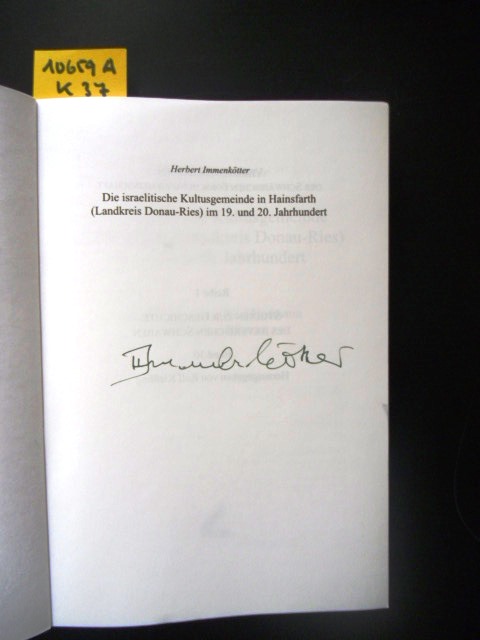 10659 A
K 37
Herbert Immenkötter
Die israelitische Kultusgemeinde in Hainsfarth
(Landkreis Donau-Ries) im 19. und 20. Jahrhundert
Immenkötter